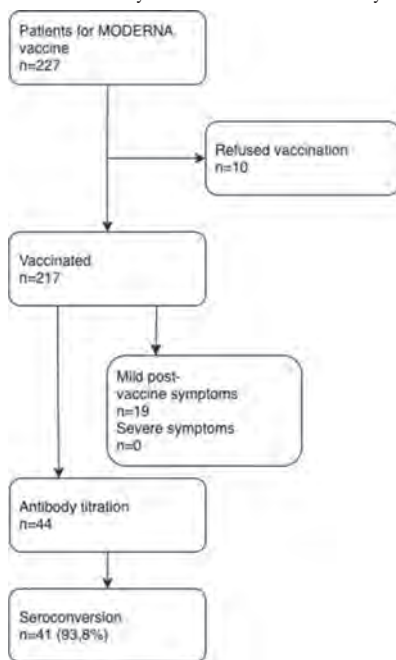 Patients for MODERNA
vaccine
n=227
Refused vaccination
n=10
Vaccinated
n=217
Mild post-
vaccine symptoms
n=19
Severe symptoms
n=0
Antibody titration
n=44
Seroconversion
n=41 (93,8%)